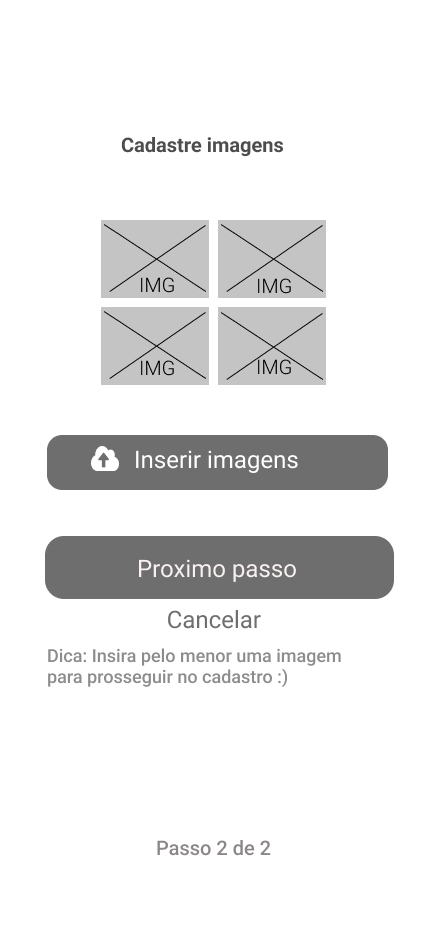 Cadastre imagens
IMG
IMG
IMG
IMG
Inserir imagens
Proximo passo
Cancelar
Dica: Insira pelo menor uma imagem
para prosseguir no cadastro :)
Passo 2 de 2